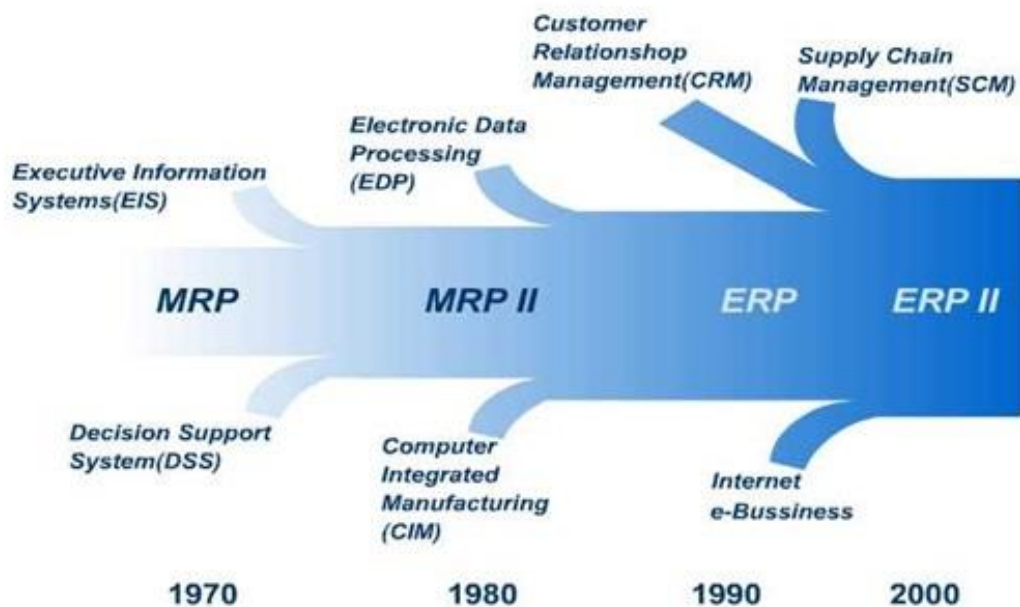 Customer
Relationshop
Management(CRM)
Supply Chain
Management(SCM)
Electronic Data
Processing
(EDP)
Executive Information
Systems(EIS)
MRP
MRP II
ERP
ERP II
Decision Support
System(DSS)
Computer
Integrated
Manufacturing
(CIM)
Internet
e-Bussiness
1970
1980
1990
2000